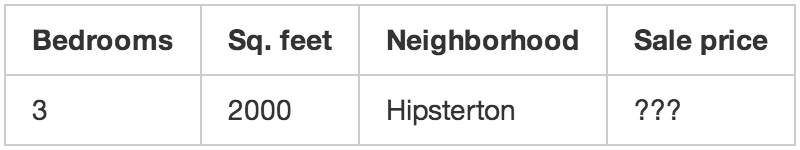 Bedrooms Sq. feet Neighborhood Sale price
3 2000 Hipsterton ???